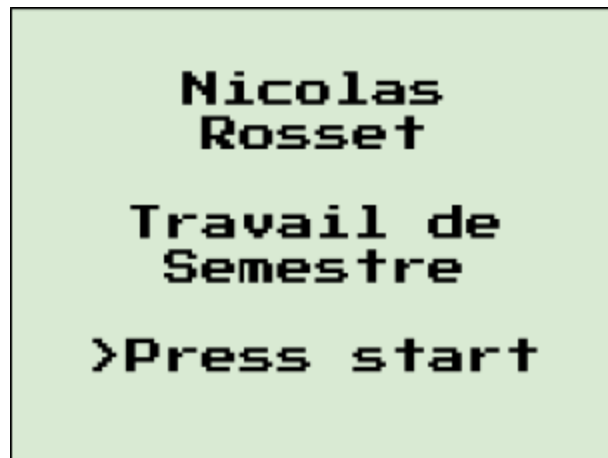 Nicolas
Rosset
Travail de
Semestre
>Press start